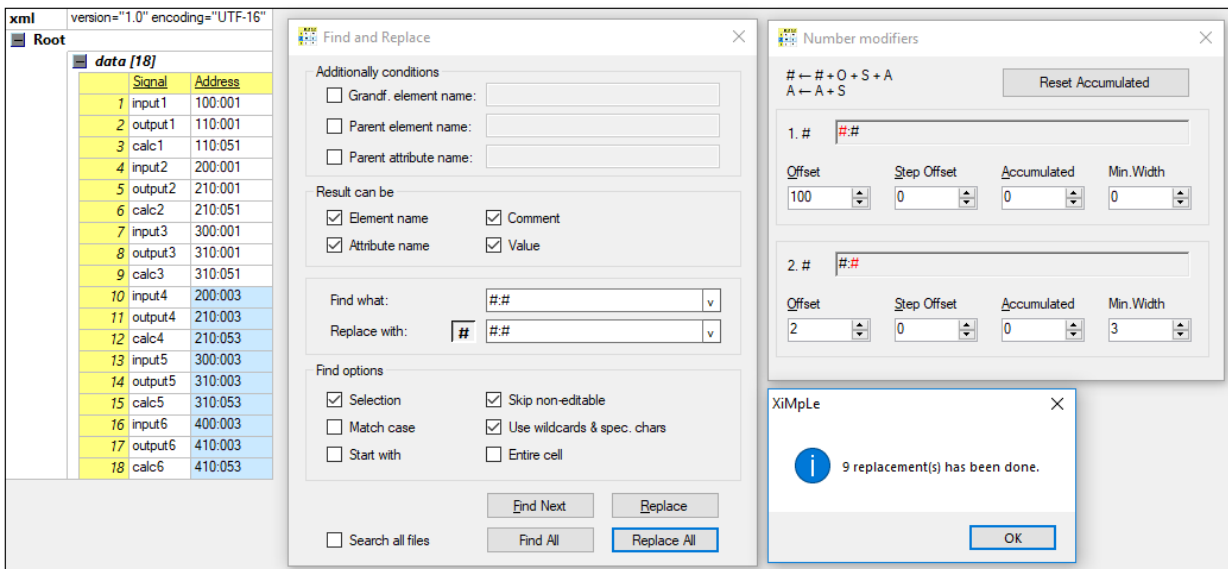 xml version="1.0" encoding="UTF-16"
Root
data [18]
Signal Address
1 input1 100:001
2 output1 110:001
3 calc1 110:051
4 input2 200:001
5 output2 210:001
6 calc2 210:051
7 input3 300:001
8 output3 310:001
9 calc3 310:051
10 input4 200:003
11 output4 210:003
12 calc4 210:053
13 input5 300:003
14 output5 310:003
15 calc5 310:053
16 input6 400:003
17 output6 410:003
18 calc6 410:053
Find and Replace
Additionally conditions
Grandf. element name:
Parent element name:
Parent attribute name:
Result can be
Element name Comment
Attribute name Value
Find what: #:# v
Replace with: # #:# v
Find options
Selection Skip non-editable
Match case Use wildcards & spec. chars
Start with Entire cell
Find Next Replace
Search all files Find All Replace All
Number modifiers
# ← # + O + S + A
A ← A + S
Reset Accumulated
1. # #:#
Offset Step Offset Accumulated Min.Width
100 0 0 0
2. # #:#
Offset Step Offset Accumulated Min.Width
2 0 0 3
XiMpLe
i 9 replacement(s) has been done.
OK